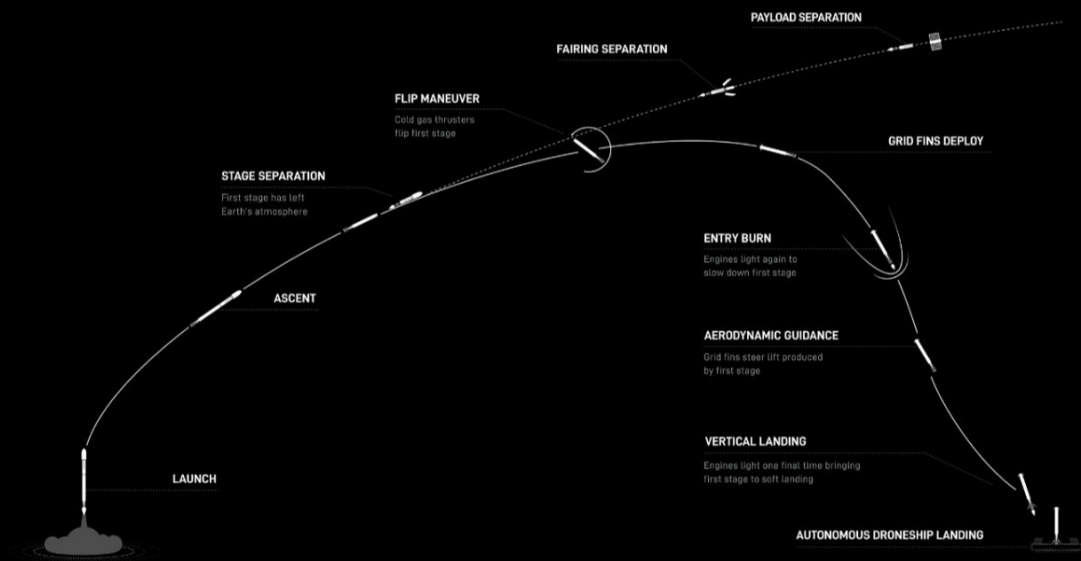 PAYLOAD SEPARATION
FAIRING SEPARATION
FLIP MANEUVER
Cold gas thrusters
flip first stage
GRID FINS DEPLOY
STAGE SEPARATION
First stage has left
Earth's atmosphere
ENTRY BURN
Engines light again to
slow down first stage
ASCENT
AERODYNAMIC GUIDANCE
Grid fins steer lift produced
by first stage
VERTICAL LANDING
Engines light one final time bringing
first stage to soft landing
LAUNCH
AUTONOMOUS DRONESHIP LANDING